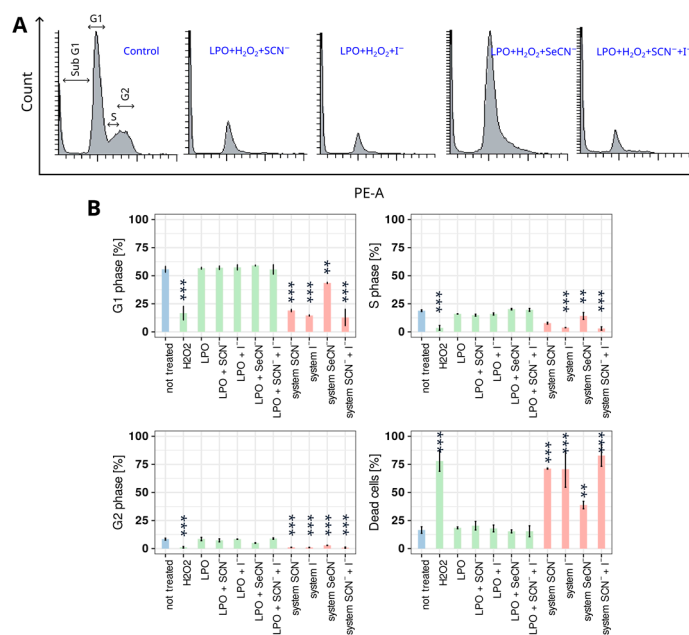 A
Count
Sub G1
G1
S
G2
Control
LPO+H₂O₂+SCN⁻
LPO+H₂O₂+I⁻
LPO+H₂O₂+SeCN⁻
LPO+H₂O₂+SCN⁻+I⁻
PE-A
B
G1 phase [%]
100
75
50
25
0
***
***
***
**
***
not treated
H2O2
LPO
LPO + SCN⁻
LPO + I⁻
LPO + SeCN⁻
LPO + SCN⁻ + I⁻
system SCN⁻
system I⁻
system SeCN⁻
system SCN⁻ + I⁻
S phase [%]
100
75
50
25
0
***
***
**
***
not treated
H2O2
LPO
LPO + SCN⁻
LPO + I⁻
LPO + SeCN⁻
LPO + SCN⁻ + I⁻
system SCN⁻
system I⁻
system SeCN⁻
system SCN⁻ + I⁻
G2 phase [%]
100
75
50
25
0
***
***
***
***
***
not treated
H2O2
LPO
LPO + SCN⁻
LPO + I⁻
LPO + SeCN⁻
LPO + SCN⁻ + I⁻
system SCN⁻
system I⁻
system SeCN⁻
system SCN⁻ + I⁻
Dead cells [%]
100
75
50
25
0
***
***
***
**
***
not treated
H2O2
LPO
LPO + SCN⁻
LPO + I⁻
LPO + SeCN⁻
LPO + SCN⁻ + I⁻
system SCN⁻
system I⁻
system SeCN⁻
system SCN⁻ + I⁻